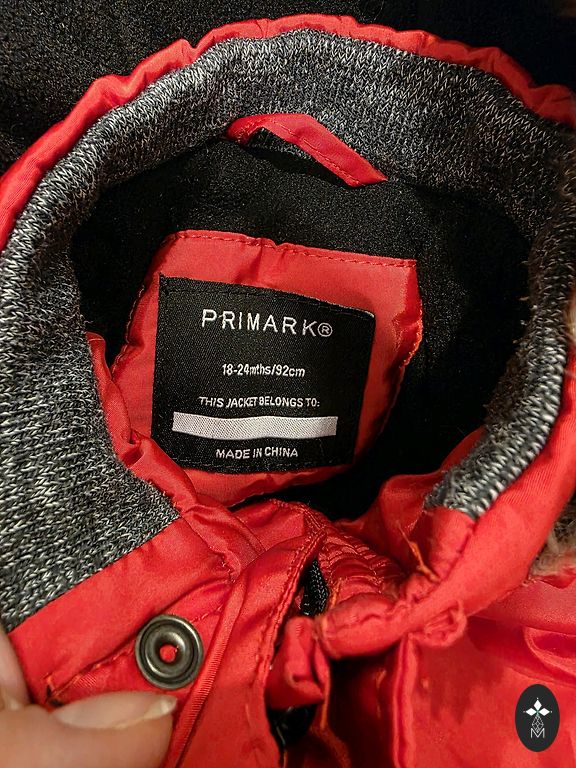 PRIMARK®
18-24mths/92cm
THIS JACKET BELONGS TO:
MADE IN CHINA